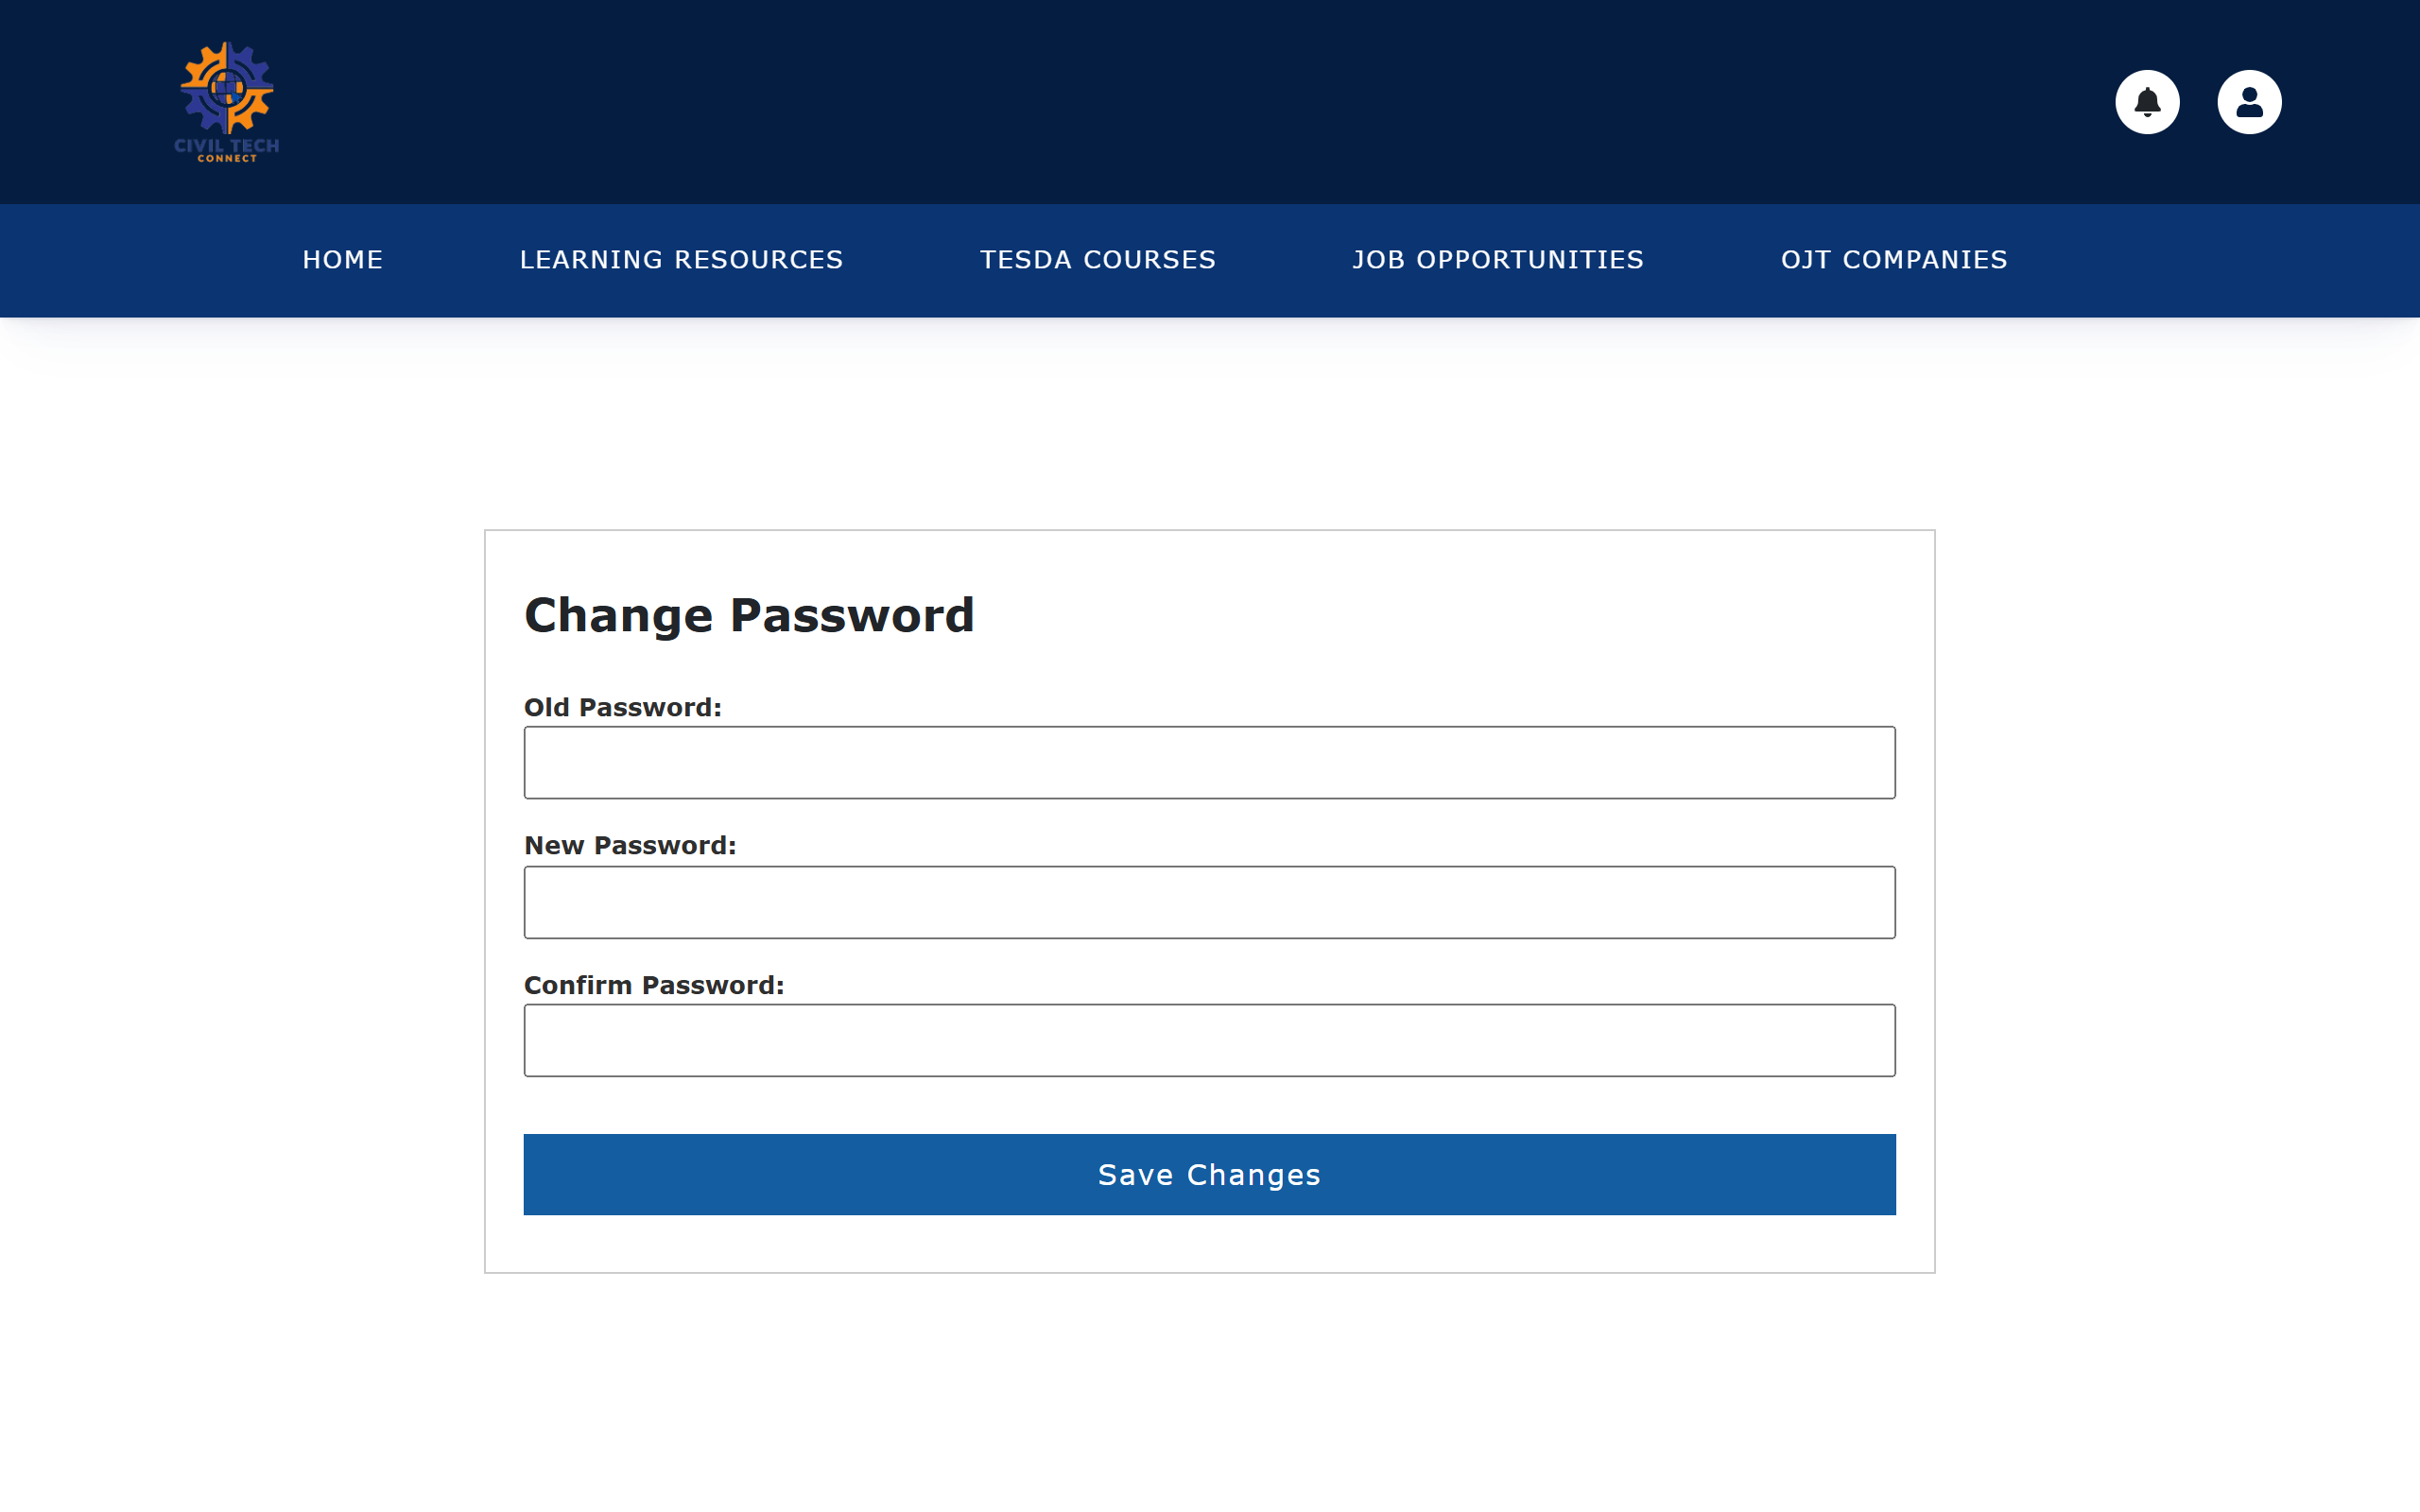 CIVIL TECH
CONNECT
HOME LEARNING RESOURCES TESDA COURSES JOB OPPORTUNITIES OJT COMPANIES
Change Password
Old Password:
New Password:
Confirm Password:
Save Changes